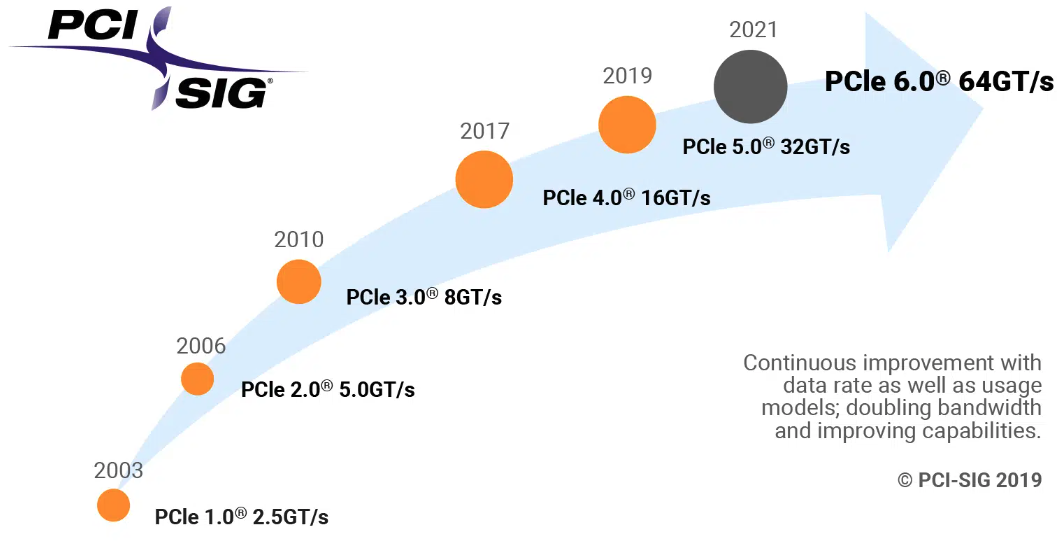 PCI
SIG®
2021
PCIe 6.0® 64GT/s
2019
PCIe 5.0® 32GT/s
2017
PCIe 4.0® 16GT/s
2010
PCIe 3.0® 8GT/s
2006
PCIe 2.0® 5.0GT/s
2003
PCIe 1.0® 2.5GT/s
Continuous improvement with
data rate as well as usage
models; doubling bandwidth
and improving capabilities.
© PCI-SIG 2019